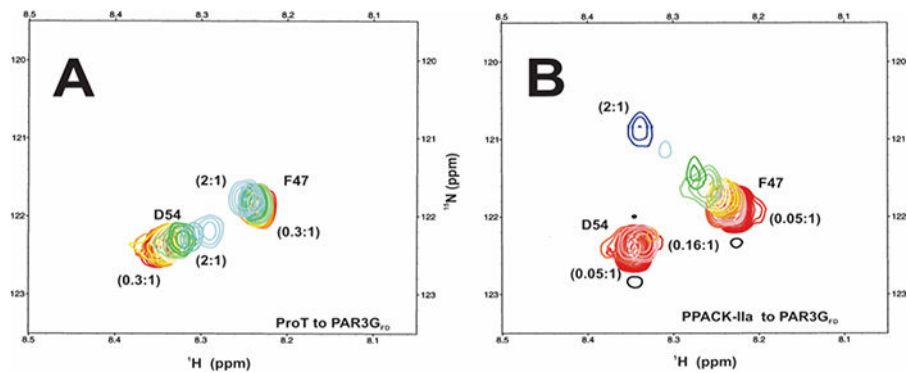 8.5 8.4 8.3 8.2 8.1
8.5 8.4 8.3 8.2 8.1
A
B
120
120
120
120
121
121
121
121
122
122
122
122
123
123
123
123
(2:1)
F47
D54
(0.3:1)
(2:1)
(0.3:1)
ProT to PAR3GFD
¹⁵N (ppm)
(2:1)
F47
(0.05:1)
D54
(0.16:1)
(0.05:1)
PPACK-IIa to PAR3GFD
8.5 8.4 8.3 8.2 8.1
8.5 8.4 8.3 8.2 8.1
¹H (ppm)
¹H (ppm)